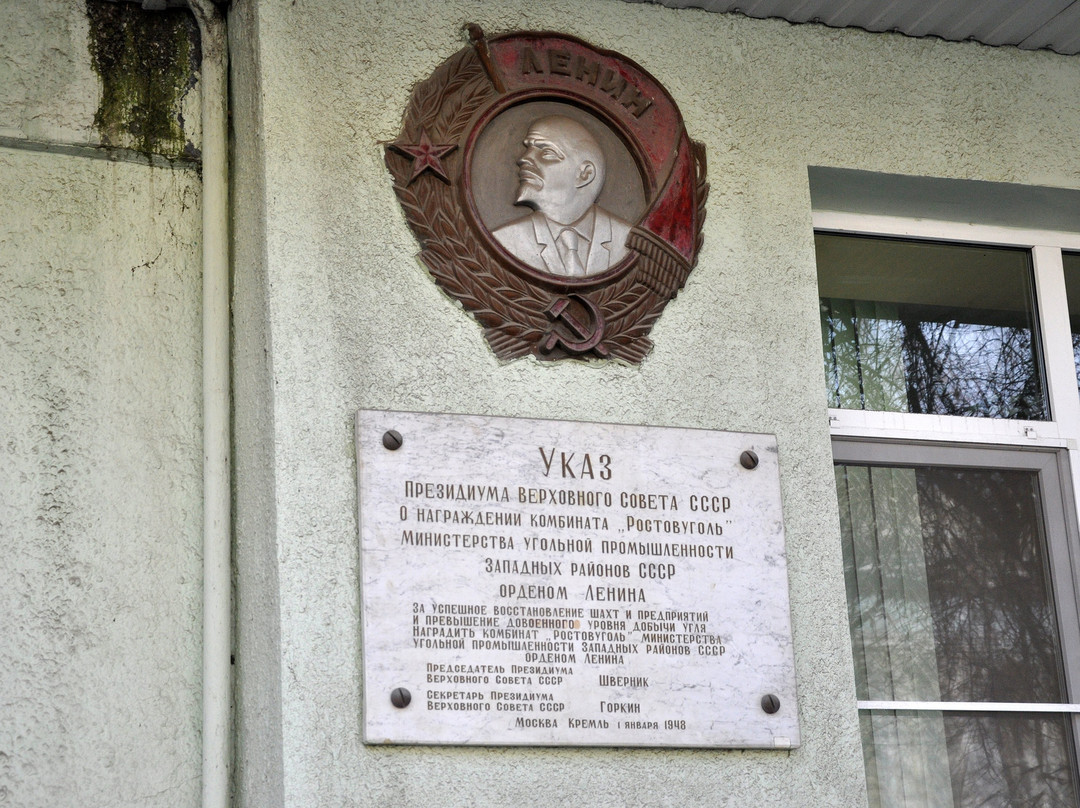 ЛЕНИН
УКАЗ
ПРЕЗИДИУМА ВЕРХОВНОГО СОВЕТА СССР
О НАГРАЖДЕНИИ КОМБИНАТА „РОСТОВУГОЛЬ"
МИНИСТЕРСТВА УГОЛЬНОЙ ПРОМЫШЛЕННОСТИ
ЗАПАДНЫХ РАЙОНОВ СССР
ОРДЕНОМ ЛЕНИНА
ЗА УСПЕШНОЕ ВОССТАНОВЛЕНИЕ ШАХТ И ПРЕДПРИЯТИЙ
И ПРЕВЫШЕНИЕ ДОВОЕННОГО УРОВНЯ ДОБЫЧИ УГЛЯ
НАГРАДИТЬ КОМБИНАТ „РОСТОВУГОЛЬ" МИНИСТЕРСТВА
УГОЛЬНОЙ ПРОМЫШЛЕННОСТИ ЗАПАДНЫХ РАЙОНОВ СССР
ОРДЕНОМ ЛЕНИНА
ПРЕДСЕДАТЕЛЬ ПРЕЗИДИУМА
ВЕРХОВНОГО СОВЕТА СССР ШВЕРНИК
СЕКРЕТАРЬ ПРЕЗИДИУМА
ВЕРХОВНОГО СОВЕТА СССР ГОРКИН
МОСКВА КРЕМЛЬ 1 ЯНВАРЯ 1948